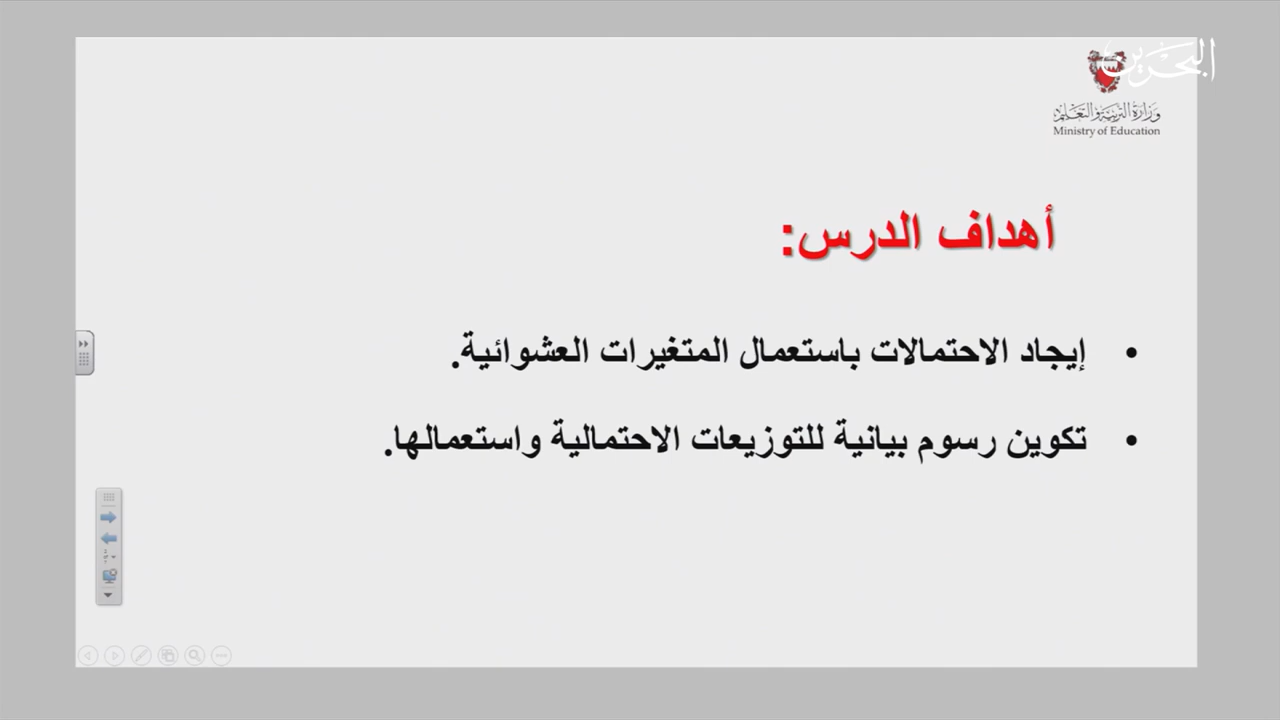 البحرين
وزارة التربية والتعليم
Ministry of Education
أهداف الدرس:
• إيجاد الاحتمالات باستعمال المتغيرات العشوائية.
• تكوين رسوم بيانية للتوزيعات الاحتمالية واستعمالها.